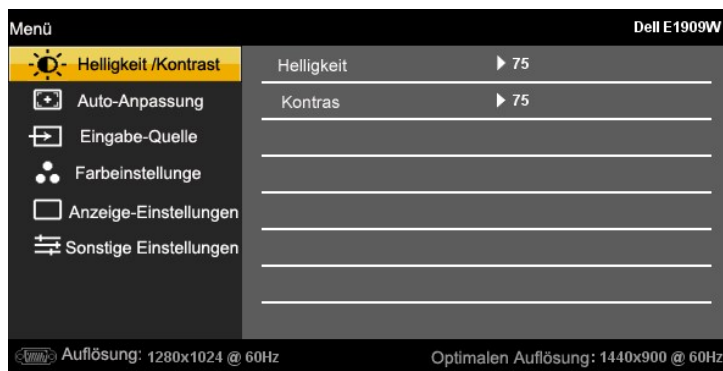 Menü
Dell E1909W
Helligkeit /Kontrast
Helligkeit 75
Auto-Anpassung
Kontras 75
Eingabe-Quelle
Farbeinstellunge
Anzeige-Einstellungen
Sonstige Einstellungen
Auflösung: 1280x1024 @ 60Hz
Optimalen Auflösung: 1440x900 @ 60Hz